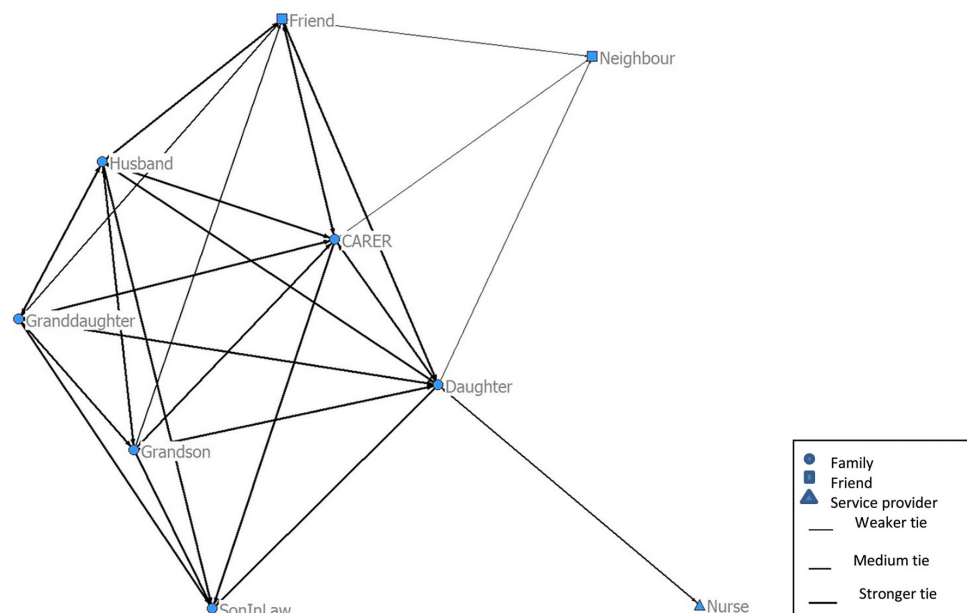 Friend
Neighbour
Husband
CARER
Granddaughter
Daughter
Grandson
SonInLaw
Nurse
Family
Friend
Service provider
Weaker tie
Medium tie
Stronger tie